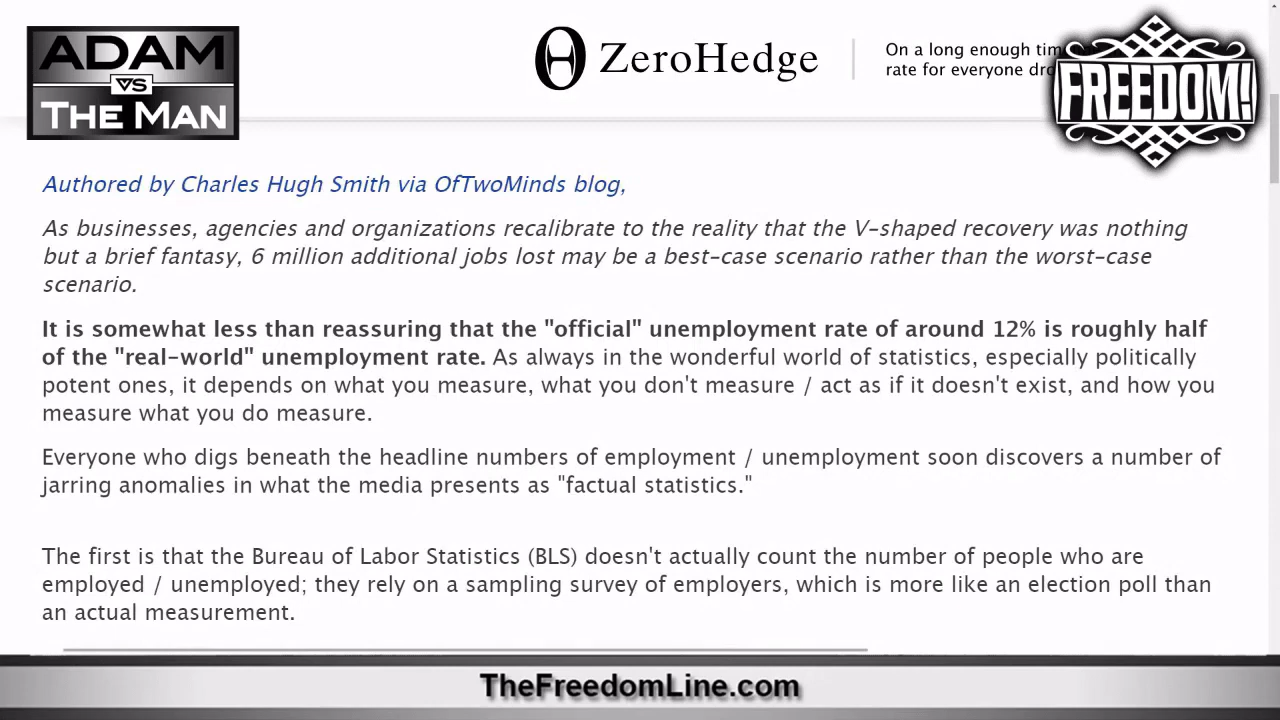 ADAM
VS
THE MAN
ZeroHedge
On a long enough
rate for everyone
FREEDOM!
Authored by Charles Hugh Smith via OfTwoMinds blog,
As businesses, agencies and organizations recalibrate to the reality that the V-shaped recovery was nothing
but a brief fantasy, 6 million additional jobs lost may be a best-case scenario rather than the worst-case
scenario.
It is somewhat less than reassuring that the "official" unemployment rate of around 12% is roughly half
of the "real-world" unemployment rate. As always in the wonderful world of statistics, especially politically
potent ones, it depends on what you measure, what you don't measure / act as if it doesn't exist, and how you
measure what you do measure.
Everyone who digs beneath the headline numbers of employment / unemployment soon discovers a number of
jarring anomalies in what the media presents as "factual statistics."
The first is that the Bureau of Labor Statistics (BLS) doesn't actually count the number of people who are
employed / unemployed; they rely on a sampling survey of employers, which is more like an election poll than
an actual measurement.
TheFreedomLine.com